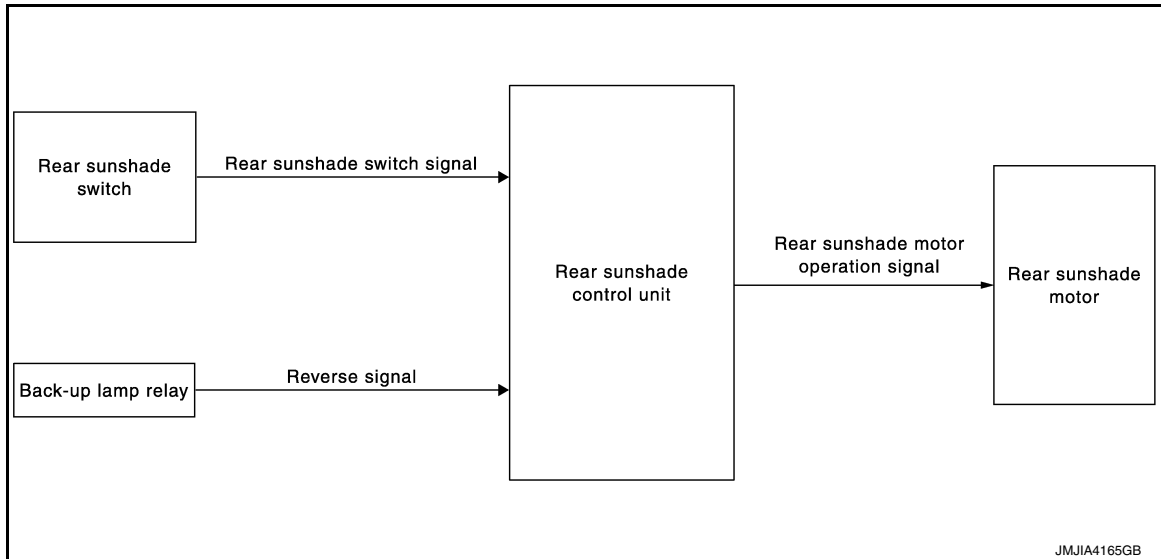 Rear sunshade
switch
Rear sunshade switch signal
Back-up lamp relay
Reverse signal
Rear sunshade
control unit
Rear sunshade motor
operation signal
Rear sunshade
motor
JMJIA4165GB